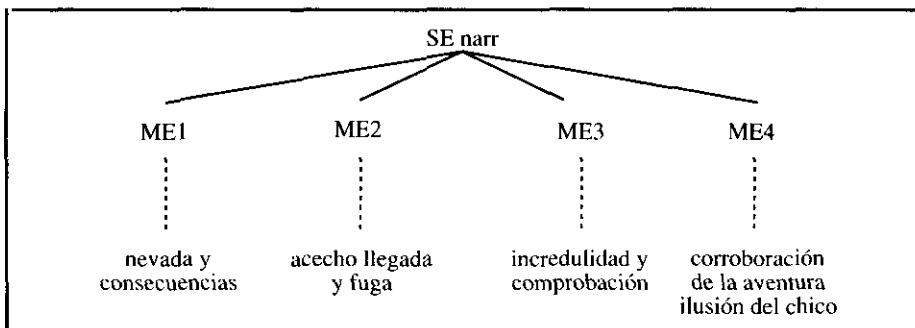 SE narr
ME1 ME2 ME3 ME4
nevada y acecho llegada incredulidad y corroboración
consecuencias y fuga comprobación de la aventura
ilusión del chico